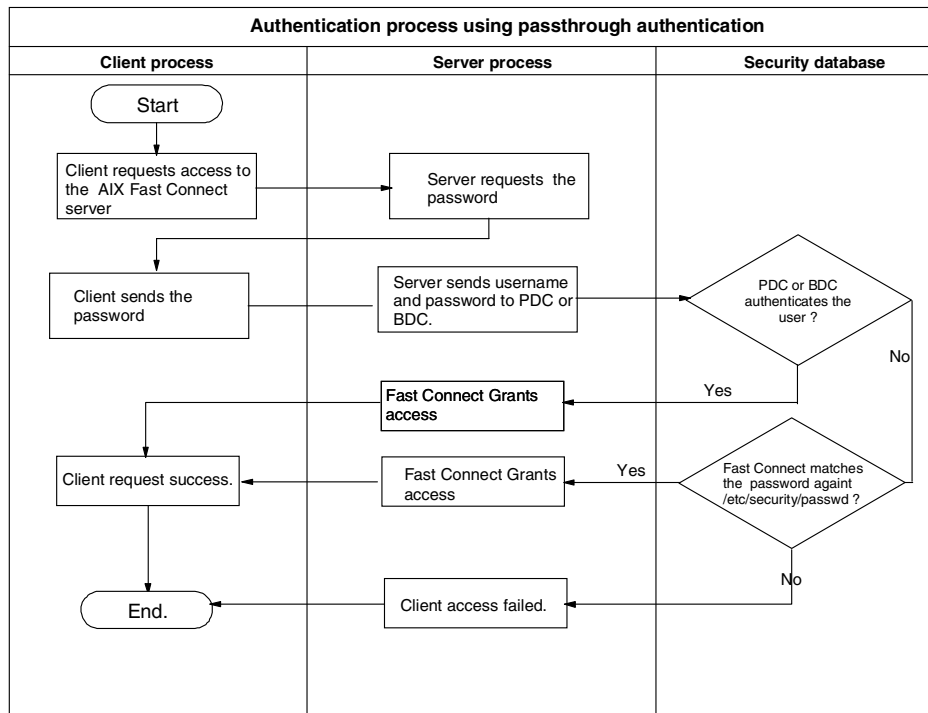 Authentication process using passthrough authentication
Client process
Server process
Security database
Start
Client requests access to
the AIX Fast Connect
server
Server requests the
password
Client sends the
password
Server sends username
and password to PDC or
BDC.
PDC or BDC
authenticates the
user ?
No
Yes
Fast Connect Grants
access
Client request success.
Fast Connect Grants
access
Yes
Fast Connect matches
the password againt
/etc/security/passwd ?
No
Client access failed.
End.